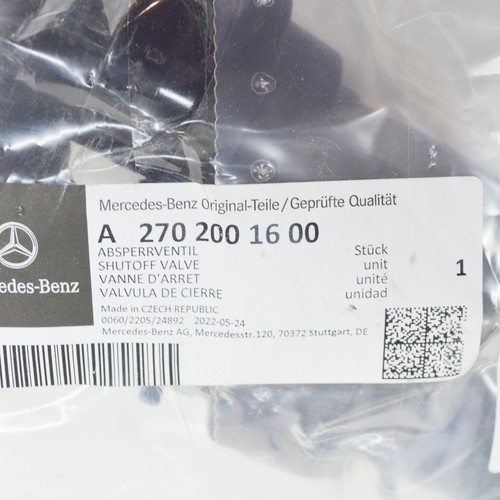 Mercedes-Benz Original-Teile/Geprüfte Qualität
A 270 200 16 00
ABSPERRVENTIL Stück
SHUTOFF VALVE unit 1
VANNE D'ARRET unité
VALVULA DE CIERRE unidad
edes-Benz
Made in CZECH REPUBLIC
0060/2205/24892 2022-05-24
Mercedes-Benz AG, Mercedesstr.120, 70372 Stuttgart, DE